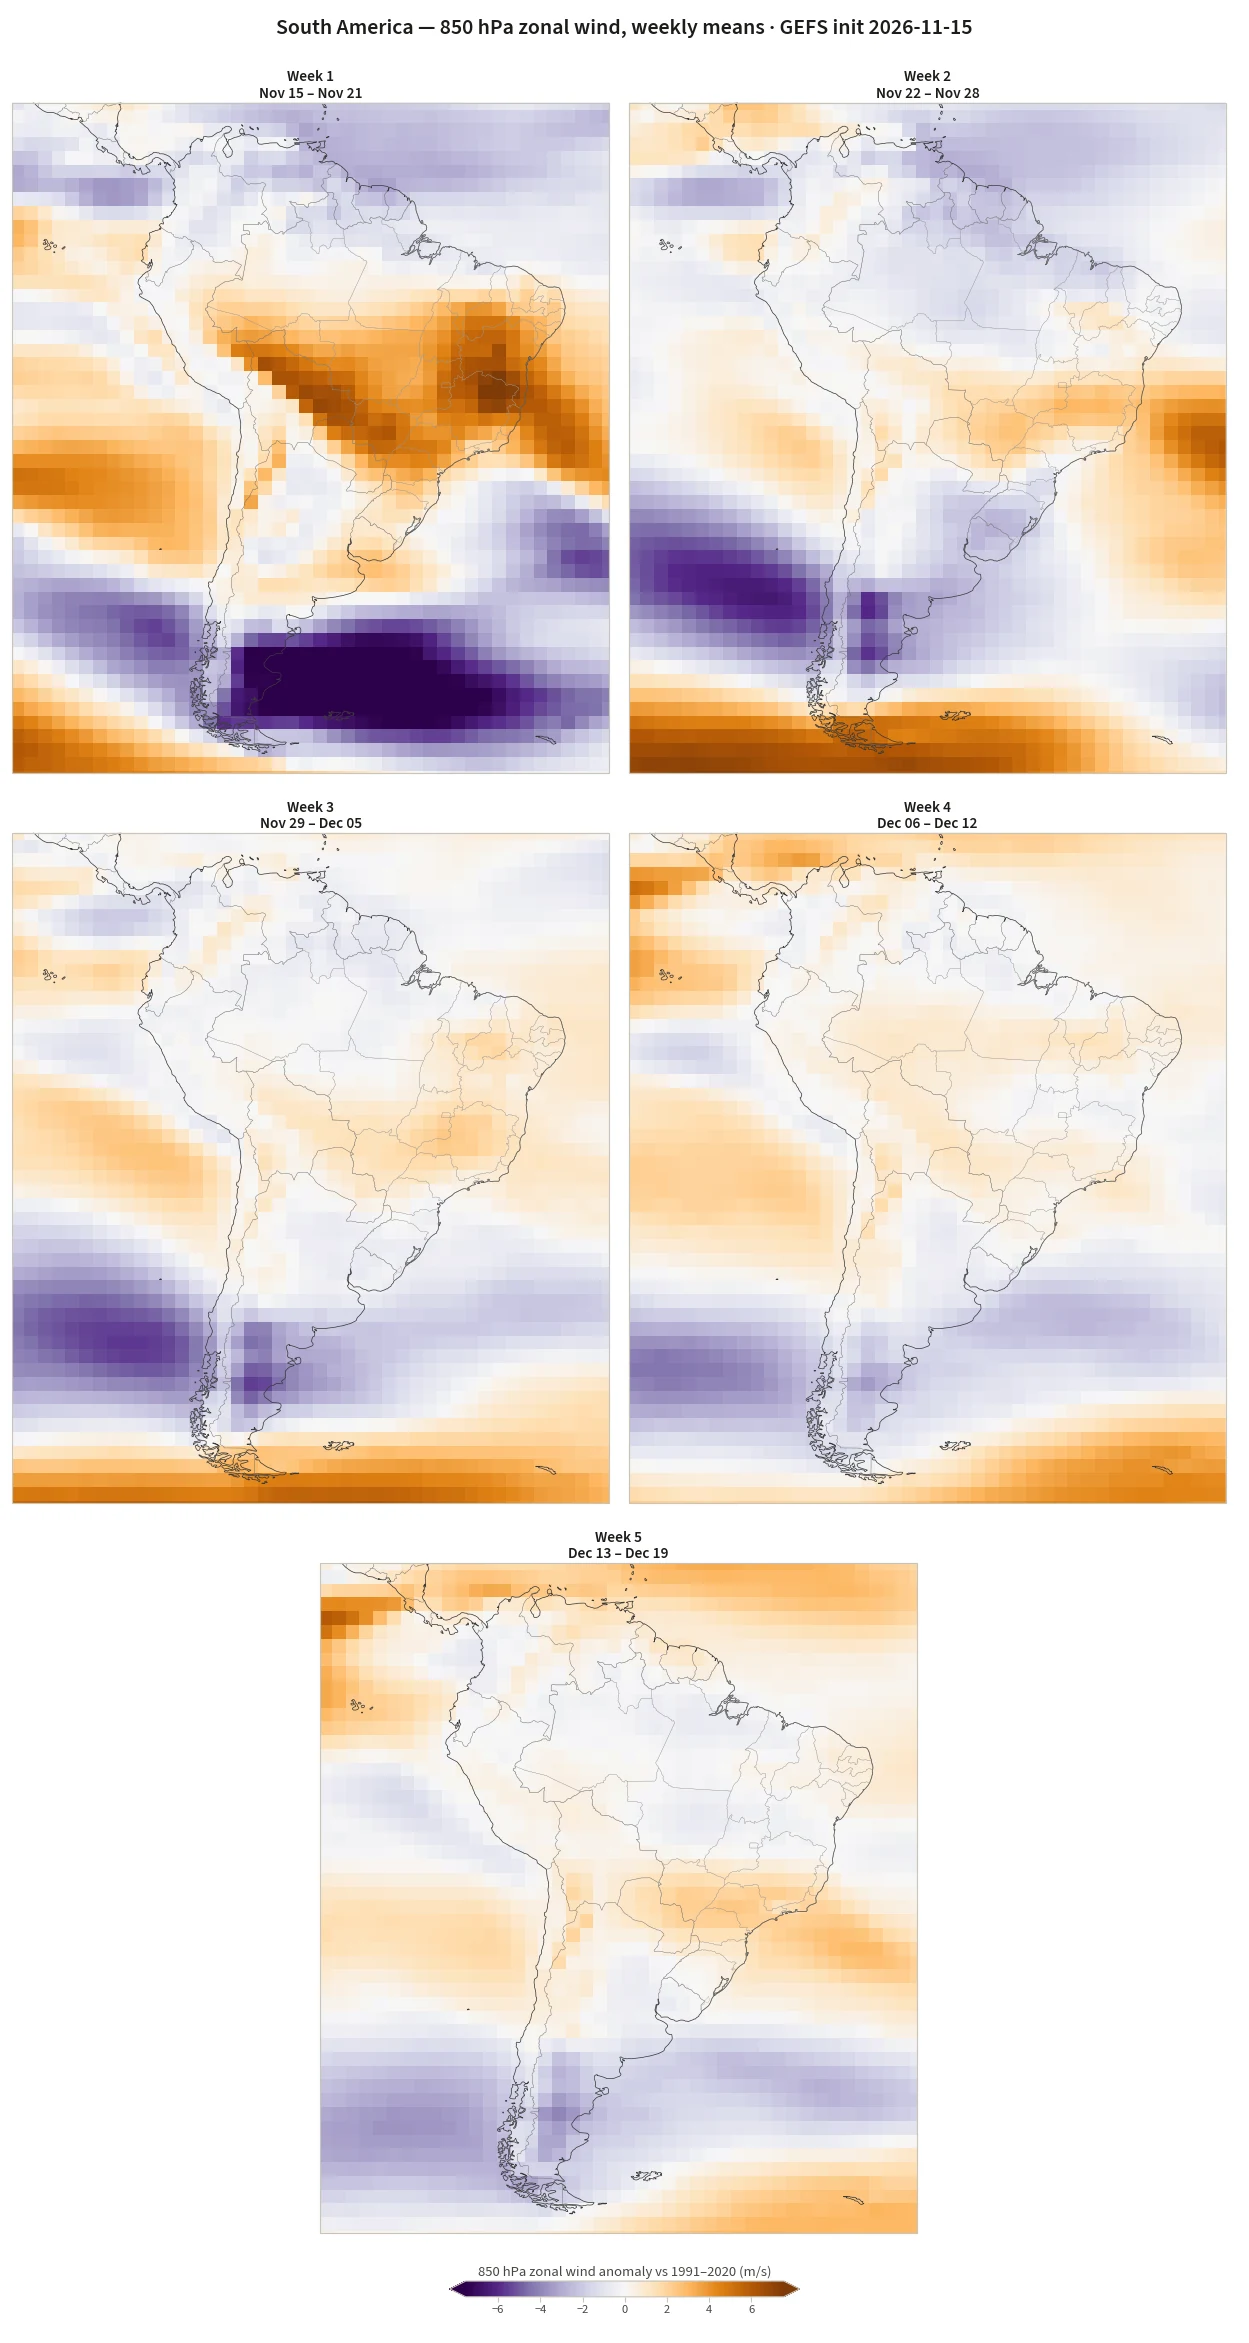 South America — 850 hPa zonal wind, weekly means · GEFS init 2026-11-15
Week 1
Nov 15 – Nov 21
Week 2
Nov 22 – Nov 28
Week 3
Nov 29 – Dec 05
Week 4
Dec 06 – Dec 12
Week 5
Dec 13 – Dec 19
850 hPa zonal wind anomaly vs 1991–2020 (m/s)
−6 −4 −2 0 2 4 6